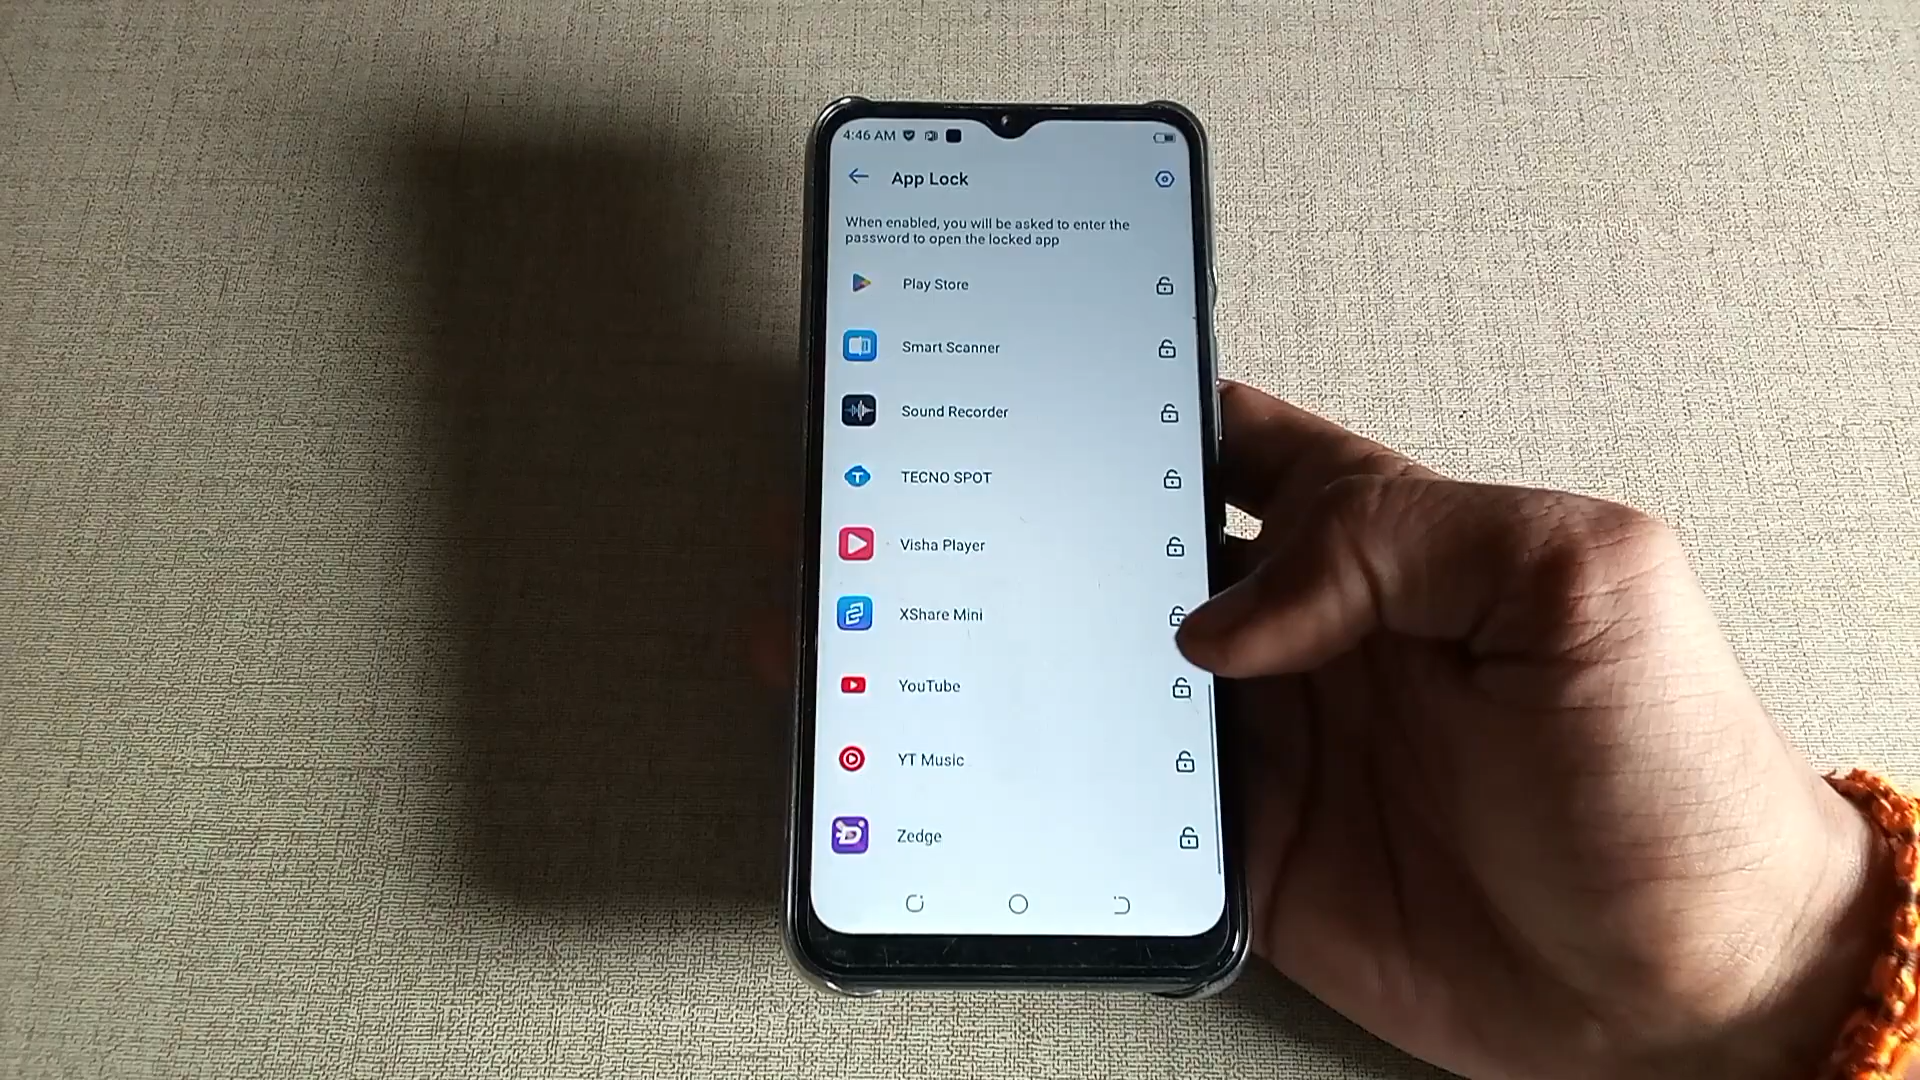 4:46 AM
App Lock
When enabled, you will be asked to enter the
password to open the locked app
Play Store
Smart Scanner
Sound Recorder
TECNO SPOT
Visha Player
XShare Mini
YouTube
YT Music
Zedge